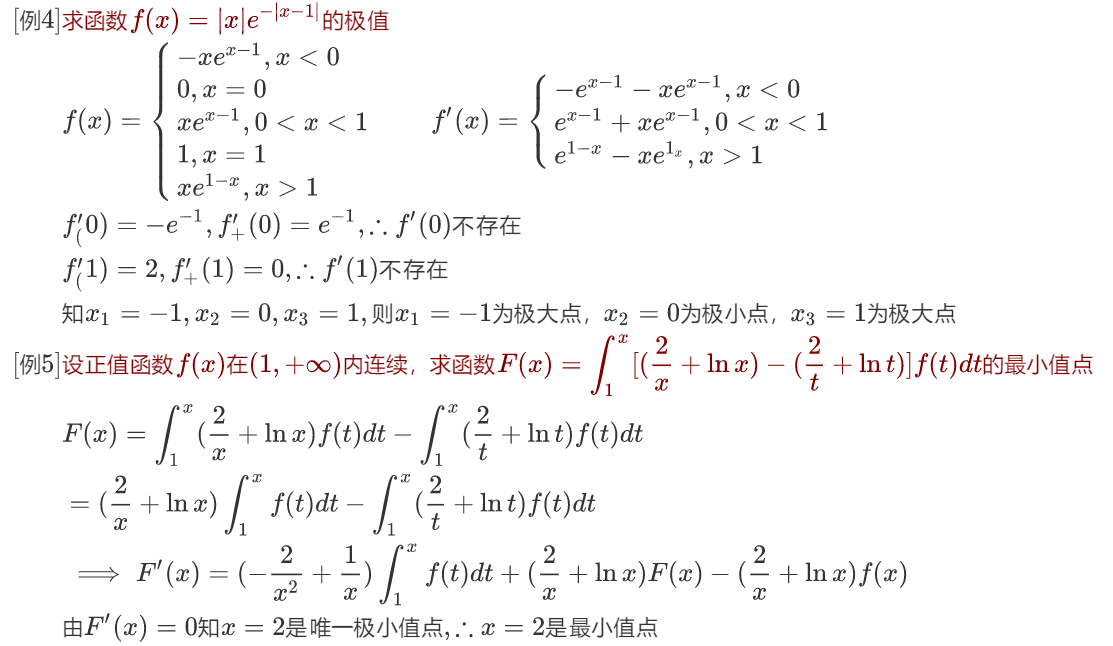 [例4]求函数$f(x)=|x|e^{-|x-1|}$的极值
$f(x)=\begin{cases}-xe^{x-1},x<0\\0,x=0\\xe^{x-1},0<x<1\\1,x=1\\xe^{1-x},x>1\end{cases}$ $f'(x)=\begin{cases}-e^{x-1}-xe^{x-1},x<0\\e^{x-1}+xe^{x-1},0<x<1\\e^{1-x}-xe^{1_x},x>1\end{cases}$
$f'_(0)=-e^{-1},f'_+(0)=e^{-1},\therefore f'(0)$不存在
$f'_(1)=2,f'_+(1)=0,\therefore f'(1)$不存在
知$x_1=-1,x_2=0,x_3=1,$则$x_1=-1$为极大点，$x_2=0$为极小点，$x_3=1$为极大点
[例5]设正值函数$f(x)$在$(1,+\infty)$内连续，求函数$F(x)=\int_1^x[(\frac{2}{x}+\ln x)-(\frac{2}{t}+\ln t)]f(t)dt$的最小值点
$F(x)=\int_1^x(\frac{2}{x}+\ln x)f(t)dt-\int_1^x(\frac{2}{t}+\ln t)f(t)dt$
$=(\frac{2}{x}+\ln x)\int_1^x f(t)dt-\int_1^x(\frac{2}{t}+\ln t)f(t)dt$
$\implies F'(x)=(-\frac{2}{x^2}+\frac{1}{x})\int_1^x f(t)dt+(\frac{2}{x}+\ln x)F(x)-(\frac{2}{x}+\ln x)f(x)$
由$F'(x)=0$知$x=2$是唯一极小值点,$\therefore x=2$是最小值点